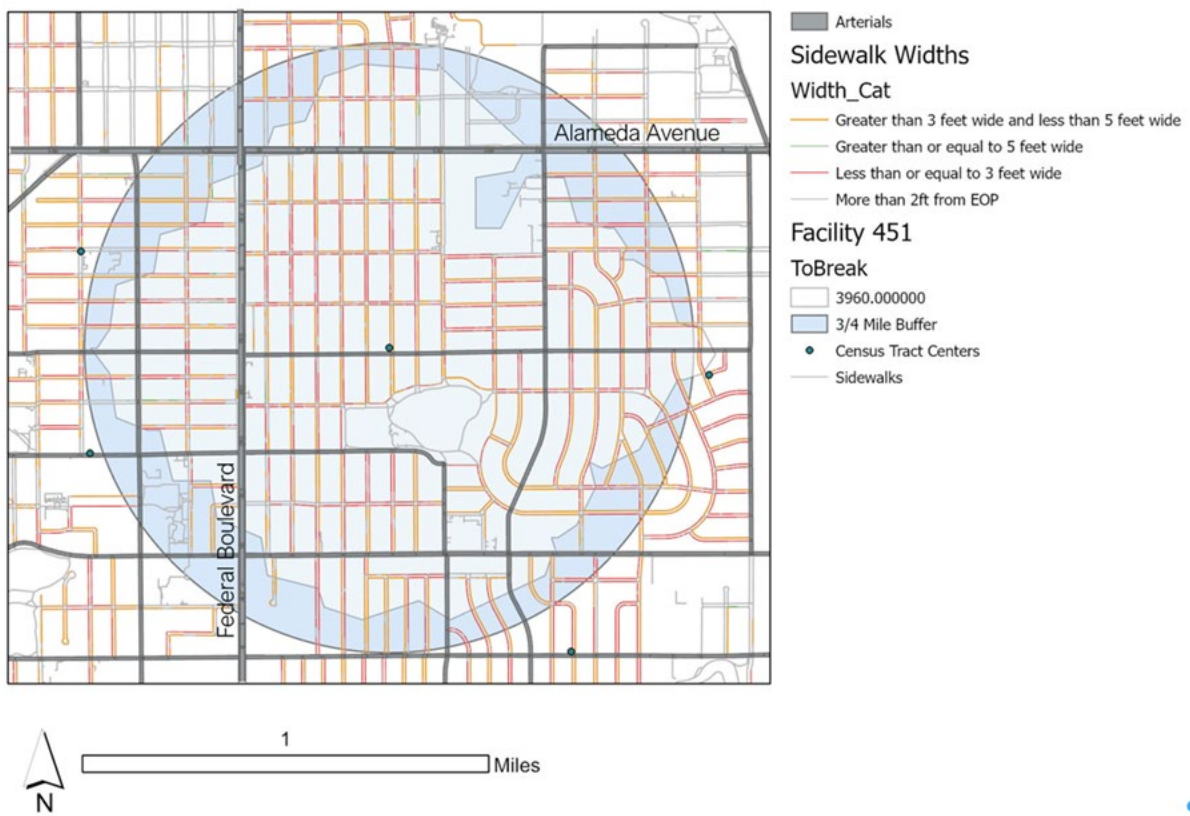 Arterials
Sidewalk Widths
Width_Cat
Greater than 3 feet wide and less than 5 feet wide
Greater than or equal to 5 feet wide
Less than or equal to 3 feet wide
More than 2ft from EOP
Facility 451
ToBreak
3960.000000
3/4 Mile Buffer
Census Tract Centers
Sidewalks
Alameda Avenue
Federal Boulevard
1
Miles
N